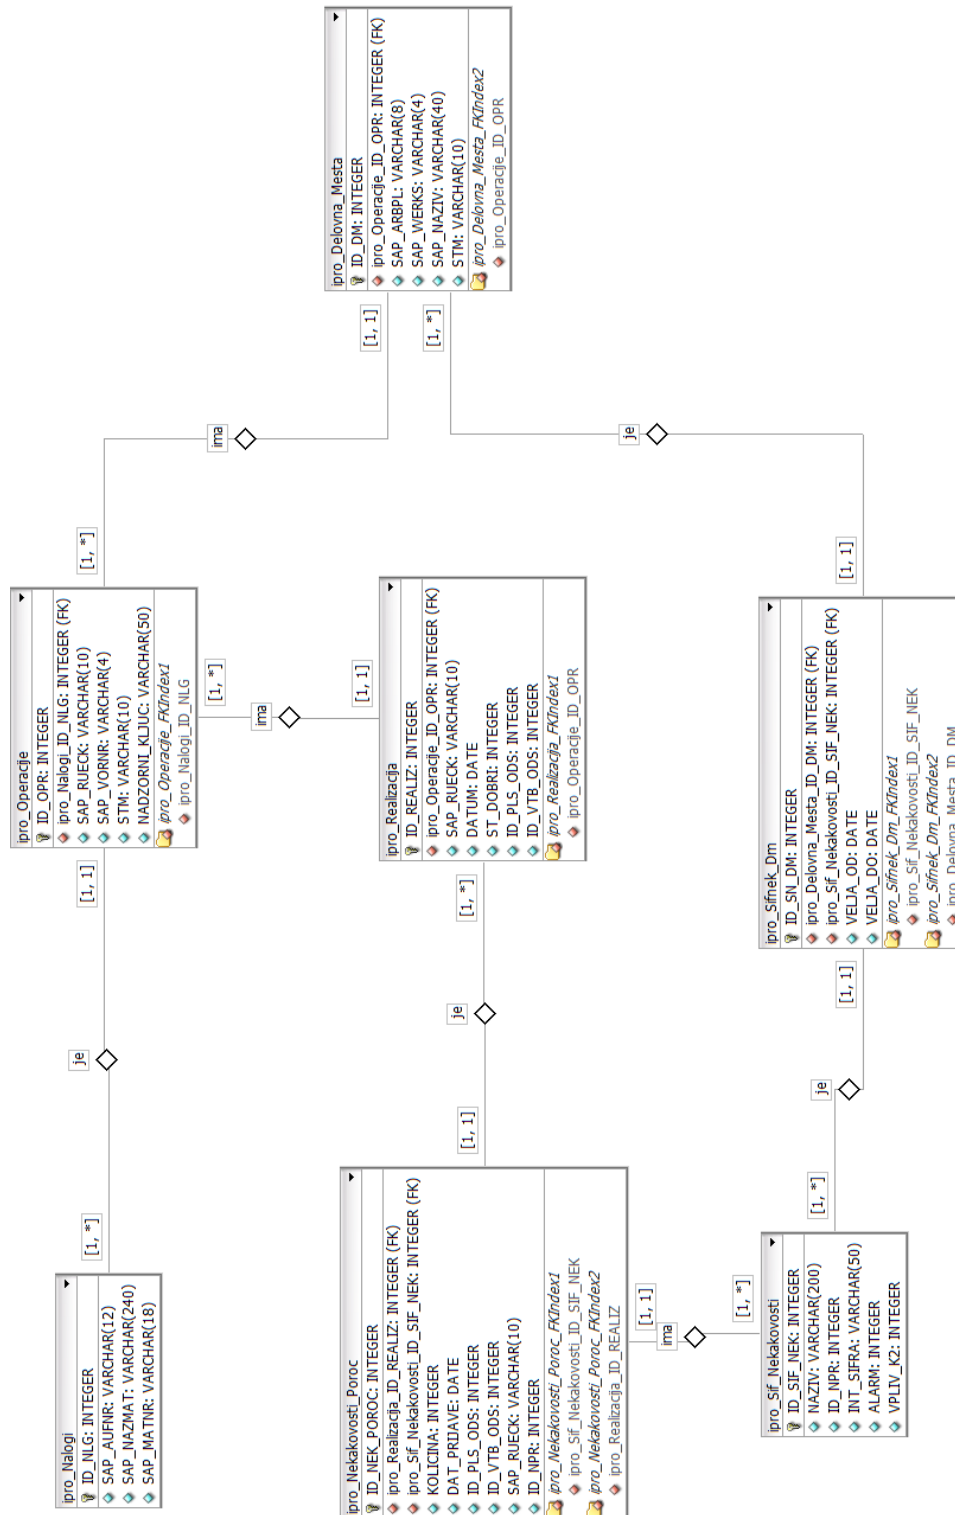 ipro_Nalogi
ID_NLG: INTEGER
SAP_AUFNR: VARCHAR(12)
SAP_NAZMAT: VARCHAR(240)
SAP_MATNR: VARCHAR(18)
[1, *]
je
[1, 1]
ipro_Operacije
ID_OPR: INTEGER
ipro_Nalogi_ID_NLG: INTEGER (FK)
SAP_RUECK: VARCHAR(10)
SAP_VORNR: VARCHAR(4)
STM: VARCHAR(10)
NADZORNI_KLJUC: VARCHAR(50)
ipro_Operacije_FKIndex1
ipro_Nalogi_ID_NLG
[1, *]
ima
[1, 1]
ipro_Delovna_Mesta
ID_DM: INTEGER
ipro_Operacije_ID_OPR: INTEGER (FK)
SAP_ARBPL: VARCHAR(8)
SAP_WERKS: VARCHAR(4)
SAP_NAZIV: VARCHAR(40)
STM: VARCHAR(10)
ipro_Delovna_Mesta_FKIndex2
ipro_Operacije_ID_OPR
[1, *]
ima
[1, 1]
ipro_Realizacija
ID_REALIZ: INTEGER
ipro_Operacije_ID_OPR: INTEGER (FK)
SAP_RUECK: VARCHAR(10)
DATUM: DATE
ST_DOBRI: INTEGER
ID_PLS_ODS: INTEGER
ID_VTB_ODS: INTEGER
ipro_Realizacija_FKIndex1
ipro_Operacije_ID_OPR
[1, *]
je
[1, 1]
ipro_Nekakovosti_Poroc
ID_NEK_POROC: INTEGER
ipro_Realizacija_ID_REALIZ: INTEGER (FK)
ipro_Sif_Nekakovosti_ID_SIF_NEK: INTEGER (FK)
KOLICINA: INTEGER
DAT_PRIJAVE: DATE
ID_PLS_ODS: INTEGER
ID_VTB_ODS: INTEGER
SAP_RUECK: VARCHAR(10)
ID_NPR: INTEGER
ipro_Nekakovosti_Poroc_FKIndex1
ipro_Sif_Nekakovosti_ID_SIF_NEK
ipro_Nekakovosti_Poroc_FKIndex2
ipro_Realizacija_ID_REALIZ
[1, 1]
ima
[1, *]
ipro_Sif_Nekakovosti
ID_SIF_NEK: INTEGER
NAZIV: VARCHAR(200)
ID_NPR: INTEGER
INT_SIFRA: VARCHAR(50)
ALARM: INTEGER
VPLIV_K2: INTEGER
[1, *]
je
[1, 1]
ipro_Sifnek_Dm
ID_SN_DM: INTEGER
ipro_Delovna_Mesta_ID_DM: INTEGER (FK)
ipro_Sif_Nekakovosti_ID_SIF_NEK: INTEGER (FK)
VELJA_OD: DATE
VELJA_DO: DATE
ipro_Sifnek_Dm_FKIndex1
ipro_Sif_Nekakovosti_ID_SIF_NEK
ipro_Sifnek_Dm_FKIndex2
ipro_Delovna_Mesta_ID_DM
[1, 1]
je
[1, *]